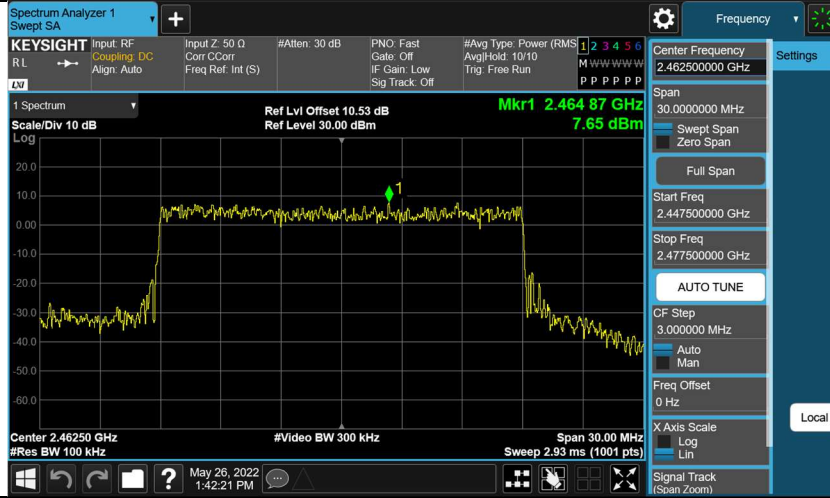 Spectrum Analyzer 1
Swept SA
Frequency
KEYSIGHT
R L
LXI
Input: RF
Coupling: DC
Align: Auto
Input Z: 50 Ω
Corr CCorr
Freq Ref: Int (S)
#Atten: 30 dB
PNO: Fast
Gate: Off
IF Gain: Low
Sig Track: Off
#Avg Type: Power (RMS
Avg|Hold: 10/10
Trig: Free Run
1 2 3 4 5 6
M W W W W W
P P P P P P
1 Spectrum
Scale/Div 10 dB
Log
Ref Lvl Offset 10.53 dB
Ref Level 30.00 dBm
Mkr1 2.464 87 GHz
7.65 dBm
20.0
10.0
0.00
-10.0
-20.0
-30.0
-40.0
-50.0
-60.0
1
Center 2.46250 GHz
#Res BW 100 kHz
#Video BW 300 kHz
Span 30.00 MHz
Sweep 2.93 ms (1001 pts)
May 26, 2022
1:42:21 PM
Center Frequency
2.462500000 GHz
Span
30.0000000 MHz
Swept Span
Zero Span
Full Span
Start Freq
2.447500000 GHz
Stop Freq
2.477500000 GHz
AUTO TUNE
CF Step
3.000000 MHz
Auto
Man
Freq Offset
0 Hz
X Axis Scale
Log
Lin
Signal Track
(Span Zoom)
Settings
Local